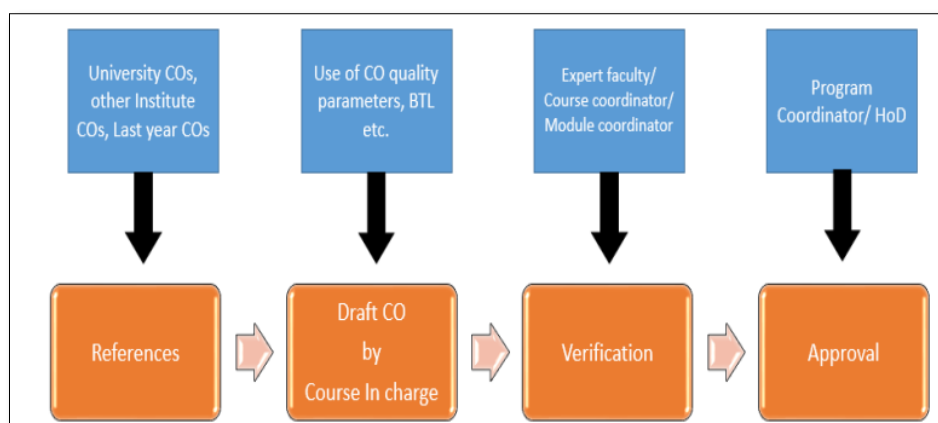 University COs,
other Institute
COs, Last year COs
Use of CO quality
parameters, BTL
etc.
Expert faculty/
Course coordinator/
Module coordinator
Program
Coordinator/ HoD
References
Draft CO
by
Course In charge
Verification
Approval